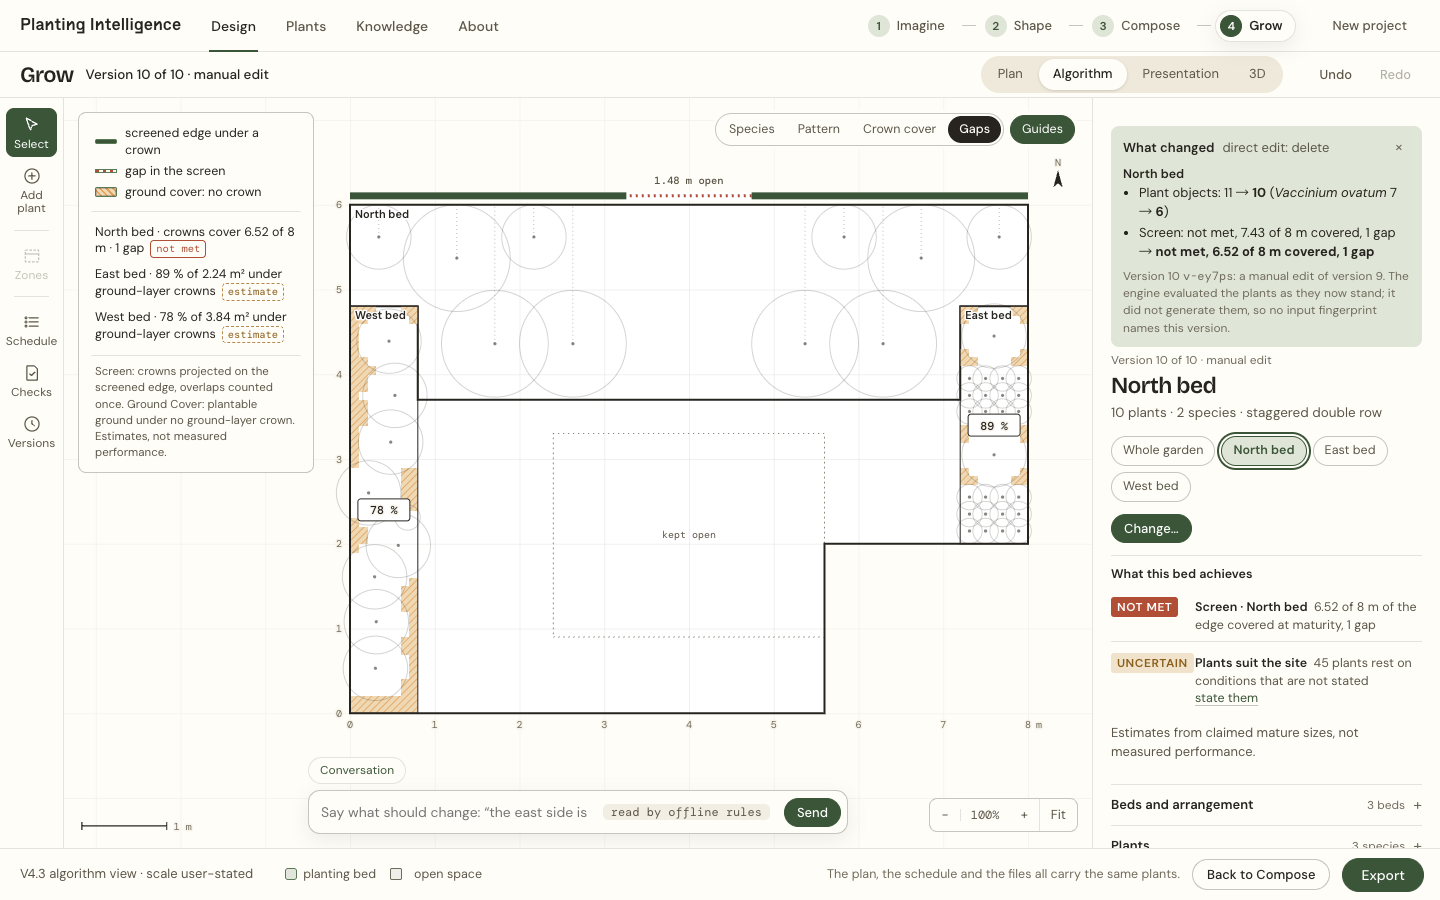 Planting Intelligence
Design
Plants
Knowledge
About
1 Imagine
2 Shape
3 Compose
4 Grow
New project
Grow
Version 10 of 10 · manual edit
Plan
Algorithm
Presentation
3D
Undo
Redo
Select
Add
plant
Zones
Schedule
Checks
Versions
screened edge under a
crown
gap in the screen
ground cover: no crown
North bed · crowns cover 6.52 of 8
m · 1 gap not met
East bed · 89 % of 2.24 m² under
ground-layer crowns estimate
West bed · 78 % of 3.84 m² under
ground-layer crowns estimate
Screen: crowns projected on the
screened edge, overlaps counted
once. Ground Cover: plantable
ground under no ground-layer crown.
Estimates, not measured
performance.
Species
Pattern
Crown cover
Gaps
Guides
N
1.48 m open
North bed
West bed
East bed
89 %
78 %
kept open
6
5
4
3
2
1
0
0
1
2
3
4
5
6
7
8 m
Conversation
Say what should change: “the east side is
read by offline rules
Send
1 m
−
100%
+
Fit
What changed direct edit: delete ×
North bed
• Plant objects: 11 → 10 (Vaccinium ovatum 7
→ 6)
• Screen: not met, 7.43 of 8 m covered, 1 gap
→ not met, 6.52 of 8 m covered, 1 gap
Version 10 v-ey7ps: a manual edit of version 9. The
engine evaluated the plants as they now stand; it
did not generate them, so no input fingerprint
names this version.
Version 10 of 10 · manual edit
North bed
10 plants · 2 species · staggered double row
Whole garden
North bed
East bed
West bed
Change…
What this bed achieves
NOT MET
Screen · North bed 6.52 of 8 m of the
edge covered at maturity, 1 gap
UNCERTAIN
Plants suit the site 45 plants rest on
conditions that are not stated
state them
Estimates from claimed mature sizes, not
measured performance.
Beds and arrangement 3 beds +
Plants 3 species +
V4.3 algorithm view · scale user-stated
planting bed
open space
The plan, the schedule and the files all carry the same plants.
Back to Compose
Export